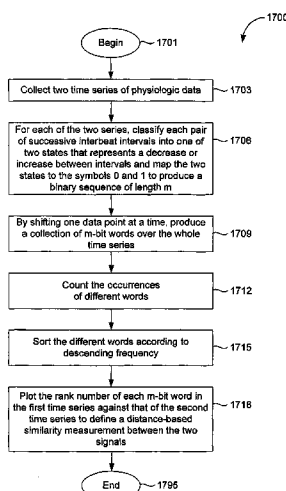 1700
Begin
1701
Collect two time series of physiologic data
1703
For each of the two series, classify each pair
of successive interbeat intervals into one of
two states that represents a decrease or
increase between intervals and map the two
states to the symbols 0 and 1 to produce a
binary sequence of length m
1706
By shifting one data point at a time, produce
a collection of m-bit words over the whole
time series
1709
Count the occurrences
of different words
1712
Sort the different words according to
descending frequency
1715
Plot the rank number of each m-bit word in
the first time series against that of the second
time series to define a distance-based
similarity measurement between the two
signals
1718
End
1795